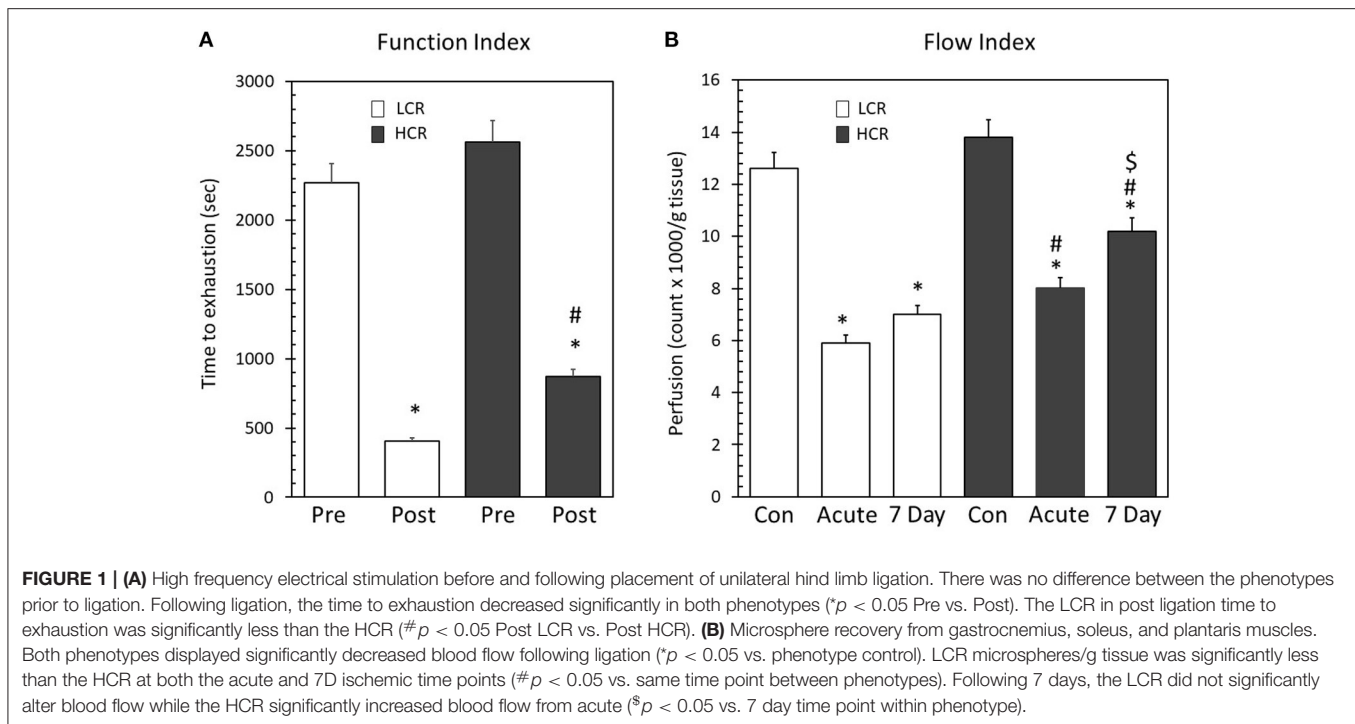 A
Function Index
3000
2500
2000
1500
1000
500
0
Time to exhaustion (sec)
LCR
HCR
*
#
*
Pre Post Pre Post
B
Flow Index
16
14
12
10
8
6
4
2
0
Perfusion (count x 1000/g tissue)
LCR
HCR
*
*
#
*
$
#
*
Con Acute 7 Day Con Acute 7 Day
FIGURE 1 | (A) High frequency electrical stimulation before and following placement of unilateral hind limb ligation. There was no difference between the phenotypes
prior to ligation. Following ligation, the time to exhaustion decreased significantly in both phenotypes (*p < 0.05 Pre vs. Post). The LCR in post ligation time to
exhaustion was significantly less than the HCR (#p < 0.05 Post LCR vs. Post HCR). (B) Microsphere recovery from gastrocnemius, soleus, and plantaris muscles.
Both phenotypes displayed significantly decreased blood flow following ligation (*p < 0.05 vs. phenotype control). LCR microspheres/g tissue was significantly less
than the HCR at both the acute and 7D ischemic time points (#p < 0.05 vs. same time point between phenotypes). Following 7 days, the LCR did not significantly
alter blood flow while the HCR significantly increased blood flow from acute ($p < 0.05 vs. 7 day time point within phenotype).